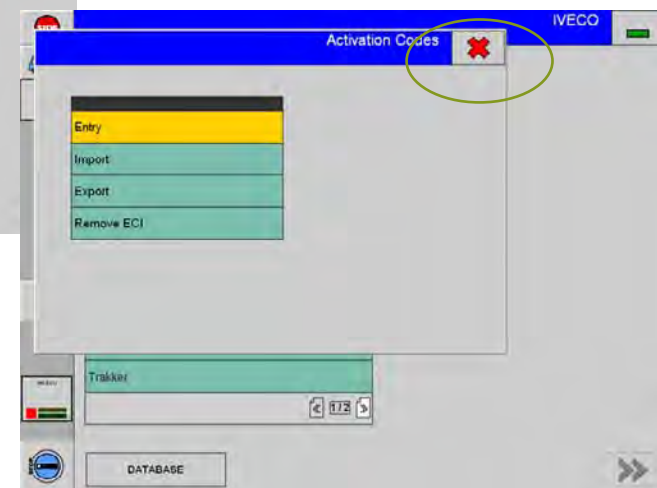 IVECO
Activation Codes
Entry
Import
Export
Remove ECI
Trakker
1/2
DATABASE